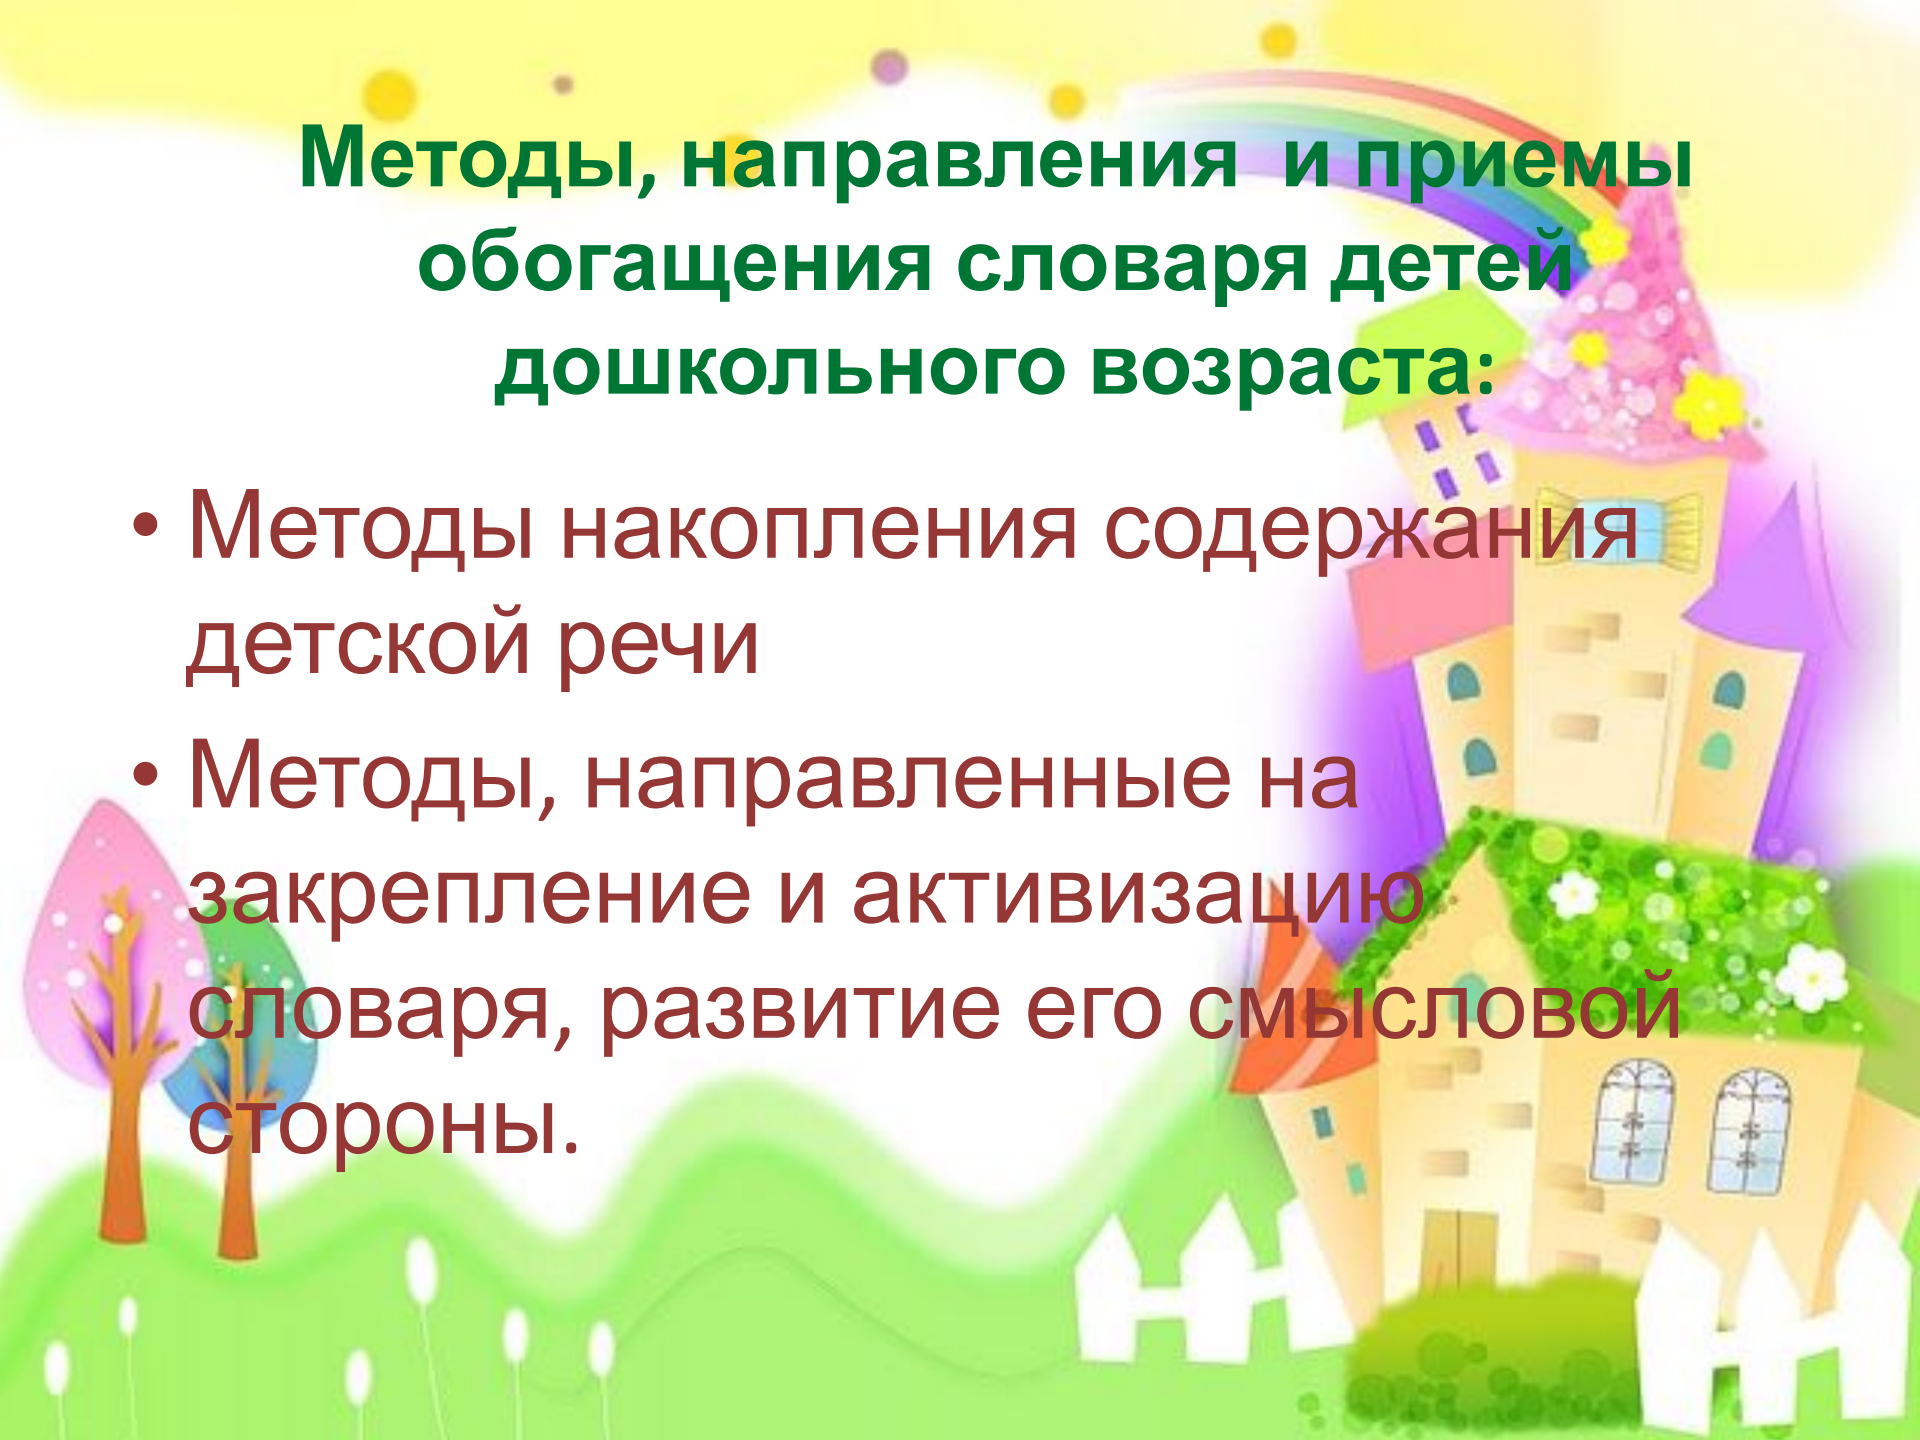 Методы, направления  и приемы
обогащения словаря детей
дошкольного возраста:
• Методы накопления содержания
детской речи
• Методы, направленные на
закрепление и активизацию
словаря, развитие его смысловой
стороны.